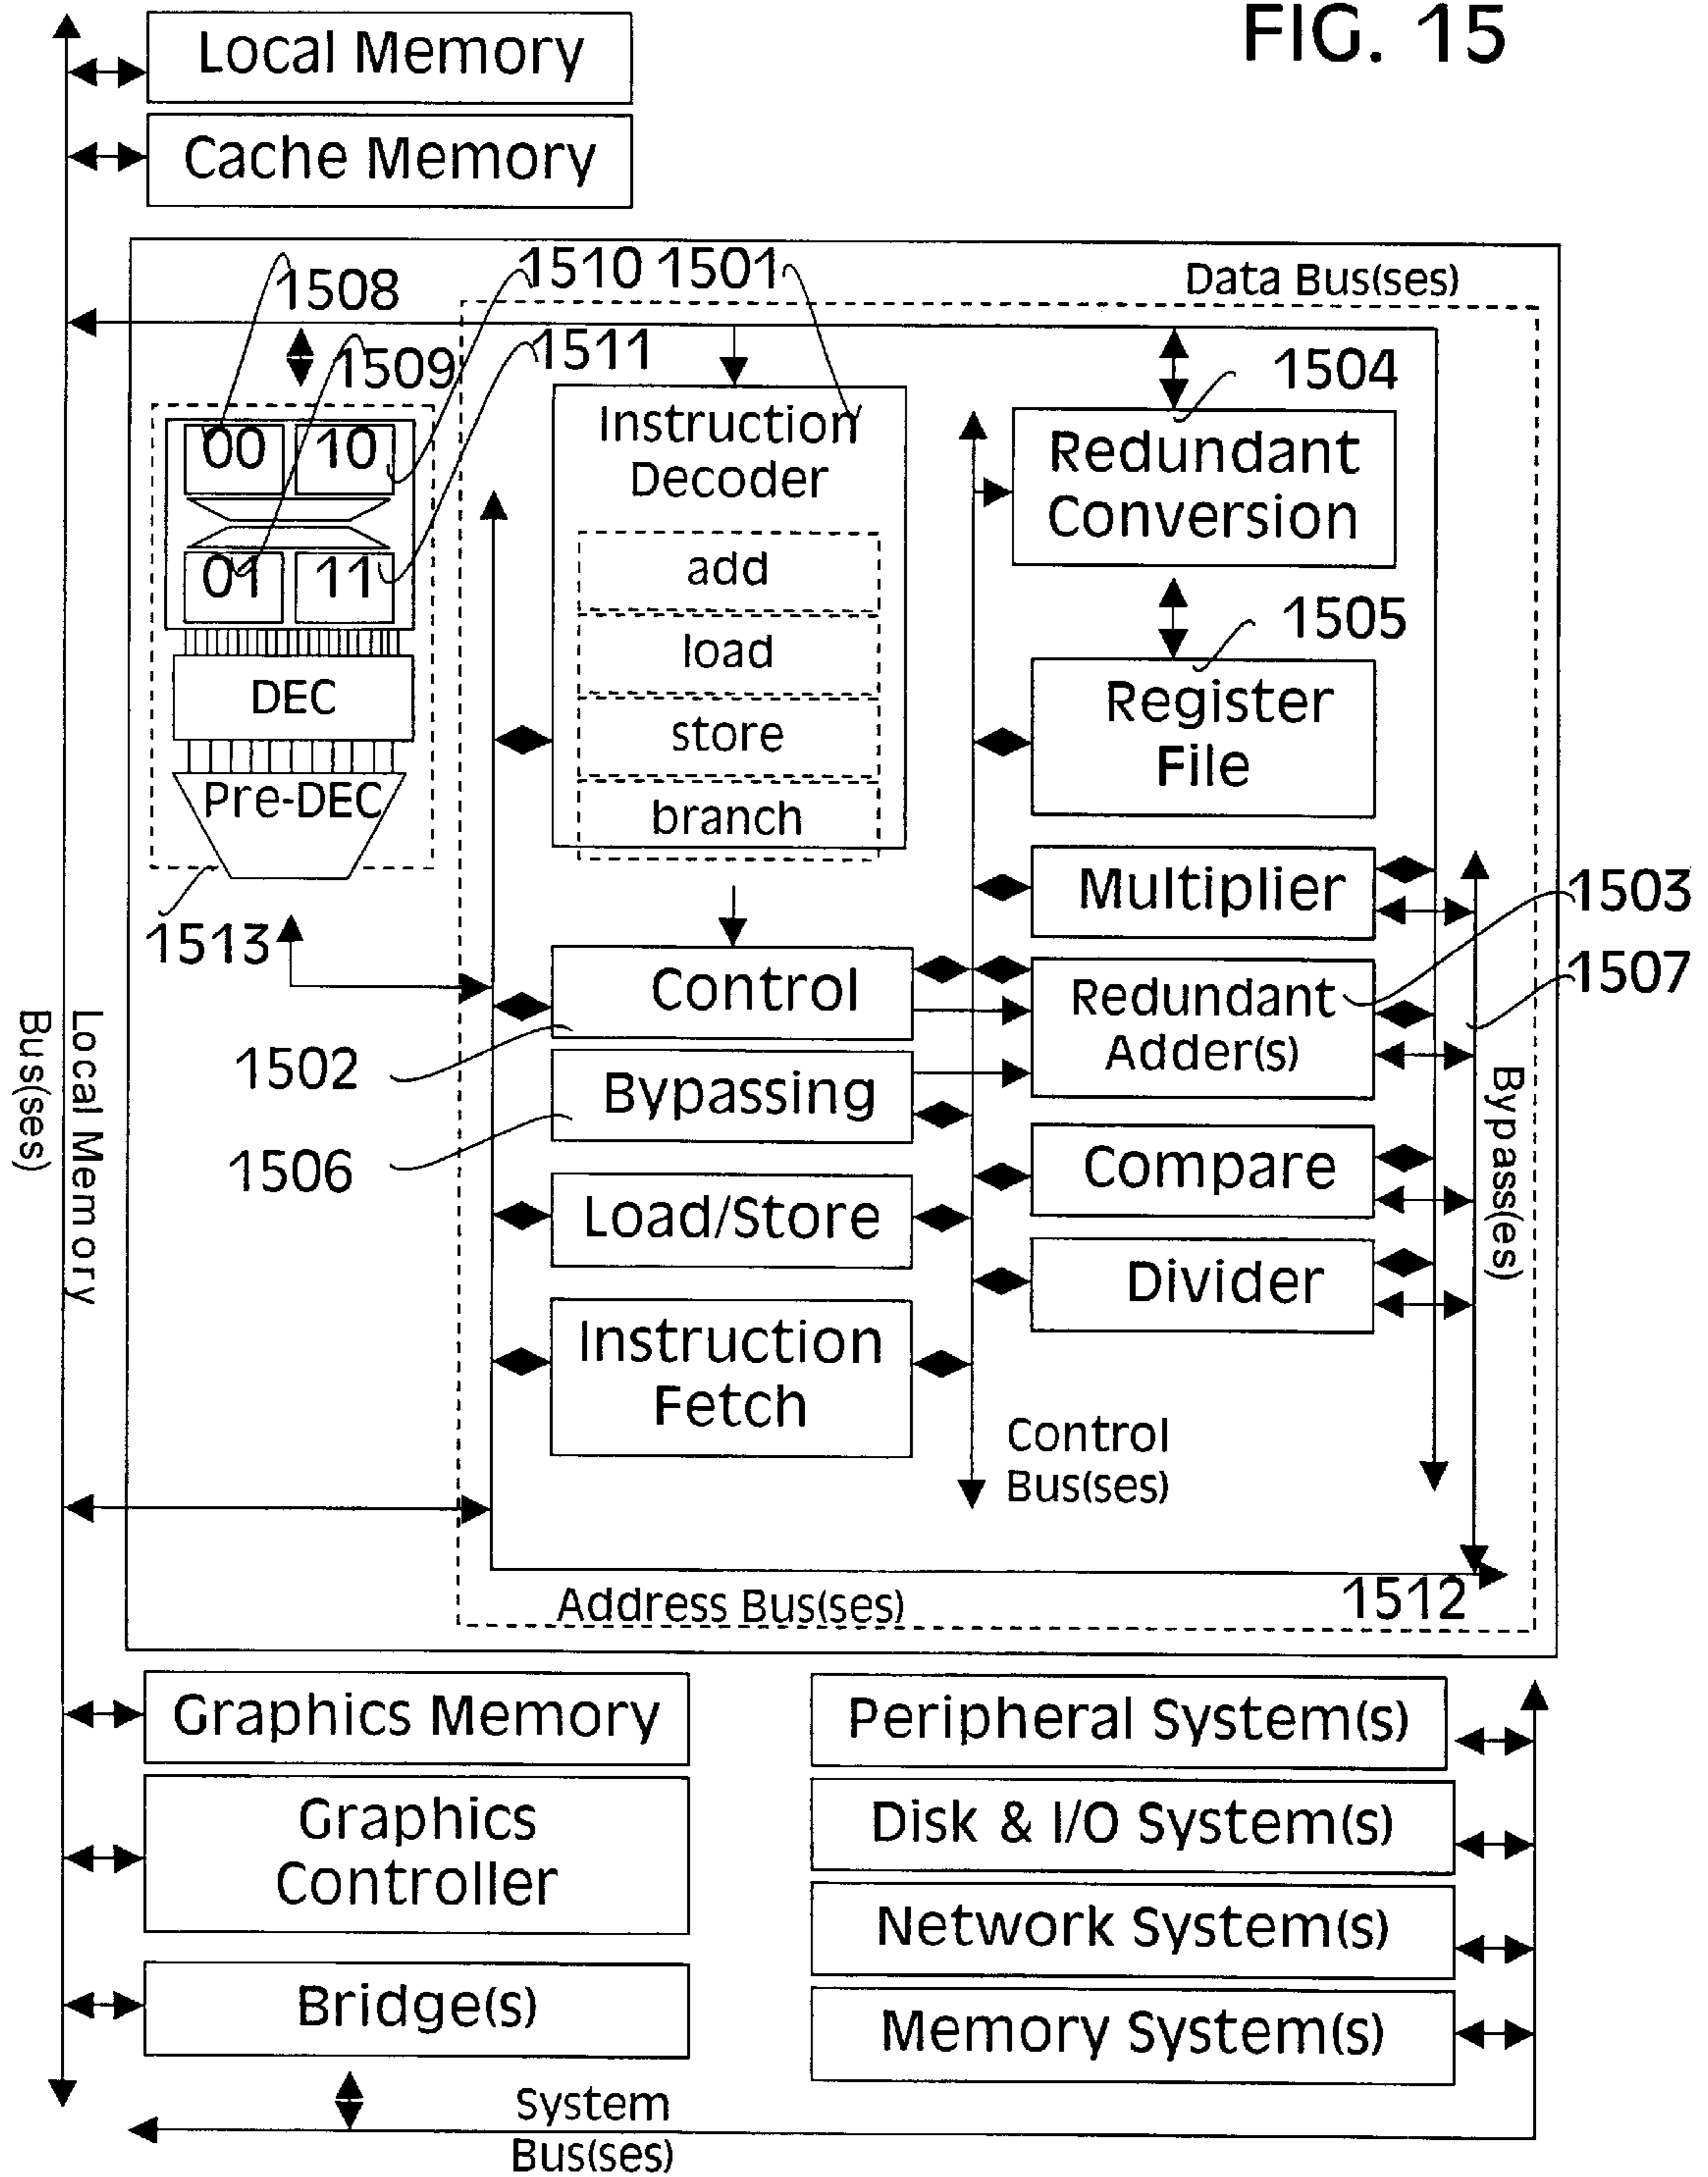 FIG. 15
Local Memory
Cache Memory
1508
1510
1501
Data Bus(ses)
1509
1511
1504
00
10
01
11
DEC
Pre-DEC
1513
Instruction
Decoder
add
load
store
branch
Redundant
Conversion
1505
Register
File
Multiplier
1503
Control
1502
Redundant
Adder(s)
1507
Bypassing
1506
Bypass(es)
Compare
Load/Store
Divider
Instruction
Fetch
Control
Bus(ses)
Local Memory
Bus(ses)
Address Bus(ses)
1512
Graphics Memory
Graphics
Controller
Bridge(s)
Peripheral System(s)
Disk & I/O System(s)
Network System(s)
Memory System(s)
System
Bus(ses)